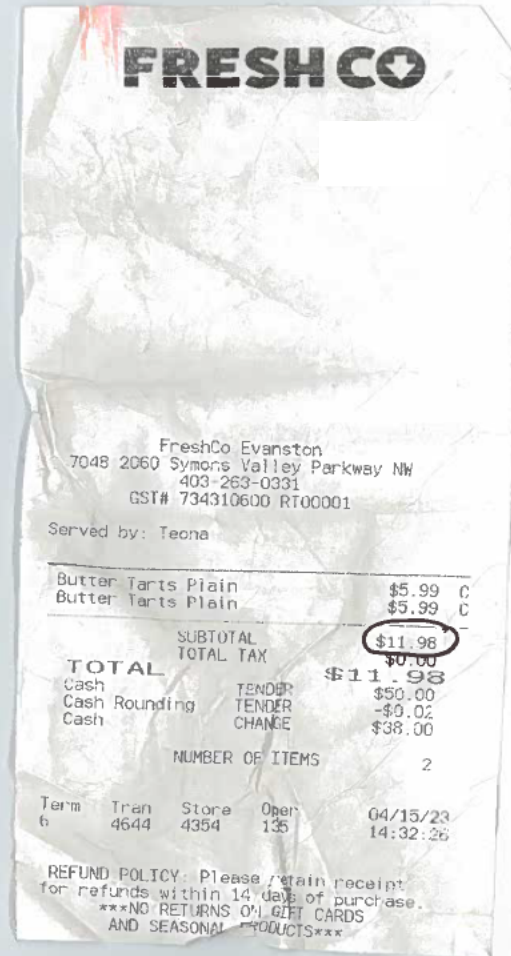 FRESHCO
FreshCo Evanston
7048 2060 Symons Valley Parkway NW
403-263-0331
GST# 734310600 RT00001
Served by: Teona
Butter Tarts Plain $5.99 C
Butter Tarts Plain $5.99 C
SUBTOTAL $11.98
TOTAL TAX $0.00
TOTAL $11.98
Cash TENDER $50.00
Cash Rounding TENDER -$0.02
Cash CHANGE $38.00
NUMBER OF ITEMS 2
Term Tran Store Oper 04/15/23
6 4644 4354 135 14:32:26
REFUND POLICY: Please retain receipt
for refunds within 14 days of purchase.
***NO RETURNS ON GIFT CARDS
AND SEASONAL PRODUCTS***